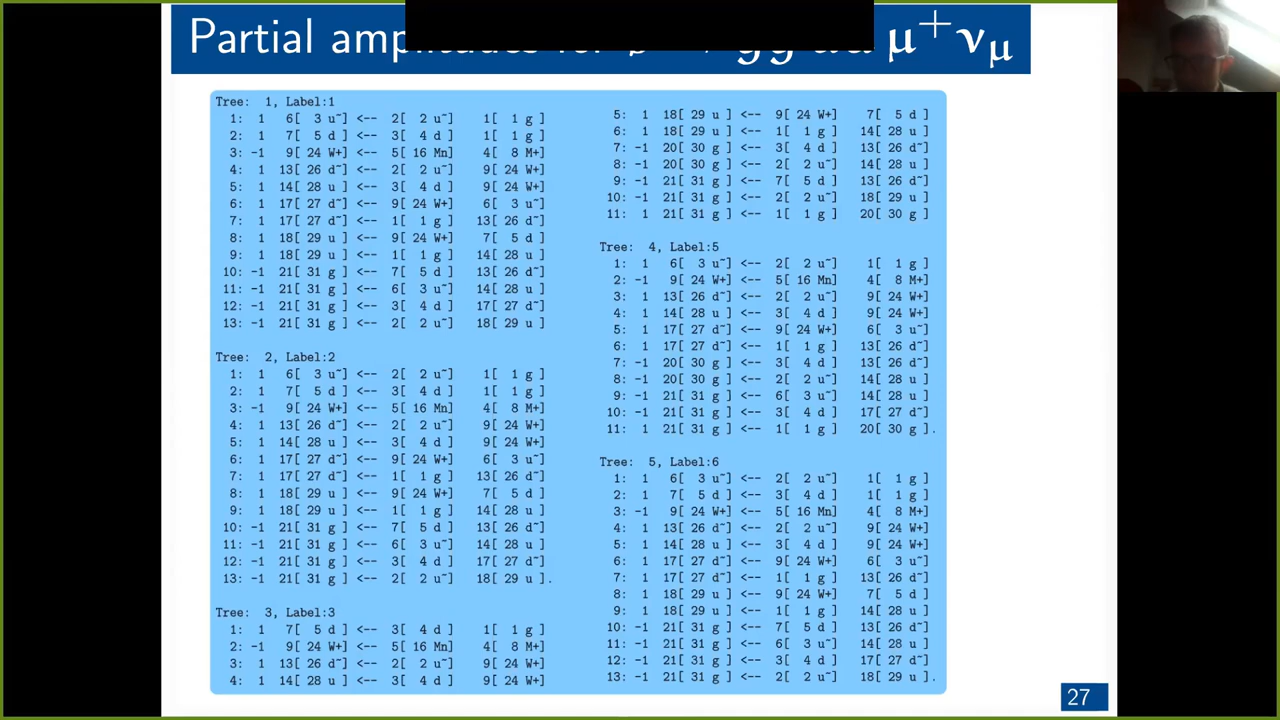 Partial amplitudes for μ⁺ν_μ
Tree:  1, Label:1
1:  1  6[  3 u~] <--  2[  2 u~]  1[  1 g]
2:  1  7[  5 d ] <--  3[  4 d ]  1[  1 g]
3: -1  9[ 24 W+] <--  5[ 16 Mn]  4[  8 M+]
4:  1 13[ 26 d~] <--  2[  2 u~]  9[ 24 W+]
5:  1 14[ 28 u ] <--  3[  4 d ]  9[ 24 W+]
6:  1 17[ 27 d~] <--  9[ 24 W+]  6[  3 u~]
7:  1 17[ 27 d~] <--  1[  1 g ] 13[ 26 d~]
8:  1 18[ 29 u ] <--  9[ 24 W+]  7[  5 d ]
9:  1 18[ 29 u ] <--  1[  1 g ] 14[ 28 u ]
10: -1 21[ 31 g ] <--  7[  5 d ] 13[ 26 d~]
11: -1 21[ 31 g ] <--  6[  3 u~] 14[ 28 u ]
12: -1 21[ 31 g ] <--  3[  4 d ] 17[ 27 d~]
13: -1 21[ 31 g ] <--  2[  2 u~] 18[ 29 u ]
Tree:  2, Label:2
1:  1  6[  3 u~] <--  2[  2 u~]  1[  1 g ]
2:  1  7[  5 d ] <--  3[  4 d ]  1[  1 g ]
3: -1  9[ 24 W+] <--  5[ 16 Mn]  4[  8 M+]
4:  1 13[ 26 d~] <--  2[  2 u~]  9[ 24 W+]
5:  1 14[ 28 u ] <--  3[  4 d ]  9[ 24 W+]
6:  1 17[ 27 d~] <--  9[ 24 W+]  6[  3 u~]
7:  1 17[ 27 d~] <--  1[  1 g ] 13[ 26 d~]
8:  1 18[ 29 u ] <--  9[ 24 W+]  7[  5 d ]
9:  1 18[ 29 u ] <--  1[  1 g ] 14[ 28 u ]
10: -1 21[ 31 g ] <--  7[  5 d ] 13[ 26 d~]
11: -1 21[ 31 g ] <--  6[  3 u~] 14[ 28 u ]
12: -1 21[ 31 g ] <--  3[  4 d ] 17[ 27 d~]
13: -1 21[ 31 g ] <--  2[  2 u~] 18[ 29 u ].
Tree:  3, Label:3
1:  1  7[  5 d ] <--  3[  4 d ]  1[  1 g ]
2: -1  9[ 24 W+] <--  5[ 16 Mn]  4[  8 M+]
3:  1 13[ 26 d~] <--  2[  2 u~]  9[ 24 W+]
4:  1 14[ 28 u ] <--  3[  4 d ]  9[ 24 W+]
5:  1 18[ 29 u ] <--  9[ 24 W+]  7[  5 d ]
6:  1 18[ 29 u ] <--  1[  1 g ] 14[ 28 u ]
7: -1 20[ 30 g ] <--  3[  4 d ] 13[ 26 d~]
8: -1 20[ 30 g ] <--  2[  2 u~] 14[ 28 u ]
9: -1 21[ 31 g ] <--  7[  5 d ] 13[ 26 d~]
10: -1 21[ 31 g ] <--  2[  2 u~] 18[ 29 u ]
11:  1 21[ 31 g ] <--  1[  1 g ] 20[ 30 g ]
Tree:  4, Label:5
1:  1  6[  3 u~] <--  2[  2 u~]  1[  1 g ]
2: -1  9[ 24 W+] <--  5[ 16 Mn]  4[  8 M+]
3:  1 13[ 26 d~] <--  2[  2 u~]  9[ 24 W+]
4:  1 14[ 28 u ] <--  3[  4 d ]  9[ 24 W+]
5:  1 17[ 27 d~] <--  9[ 24 W+]  6[  3 u~]
6:  1 17[ 27 d~] <--  1[  1 g ] 13[ 26 d~]
7: -1 20[ 30 g ] <--  3[  4 d ] 13[ 26 d~]
8: -1 20[ 30 g ] <--  2[  2 u~] 14[ 28 u ]
9: -1 21[ 31 g ] <--  6[  3 u~] 14[ 28 u ]
10: -1 21[ 31 g ] <--  3[  4 d ] 17[ 27 d~]
11:  1 21[ 31 g ] <--  1[  1 g ] 20[ 30 g ].
Tree:  5, Label:6
1:  1  6[  3 u~] <--  2[  2 u~]  1[  1 g ]
2:  1  7[  5 d ] <--  3[  4 d ]  1[  1 g ]
3: -1  9[ 24 W+] <--  5[ 16 Mn]  4[  8 M+]
4:  1 13[ 26 d~] <--  2[  2 u~]  9[ 24 W+]
5:  1 14[ 28 u ] <--  3[  4 d ]  9[ 24 W+]
6:  1 17[ 27 d~] <--  9[ 24 W+]  6[  3 u~]
7:  1 17[ 27 d~] <--  1[  1 g ] 13[ 26 d~]
8:  1 18[ 29 u ] <--  9[ 24 W+]  7[  5 d ]
9:  1 18[ 29 u ] <--  1[  1 g ] 14[ 28 u ]
10: -1 21[ 31 g ] <--  7[  5 d ] 13[ 26 d~]
11: -1 21[ 31 g ] <--  6[  3 u~] 14[ 28 u ]
12: -1 21[ 31 g ] <--  3[  4 d ] 17[ 27 d~]
13: -1 21[ 31 g ] <--  2[  2 u~] 18[ 29 u ].
27